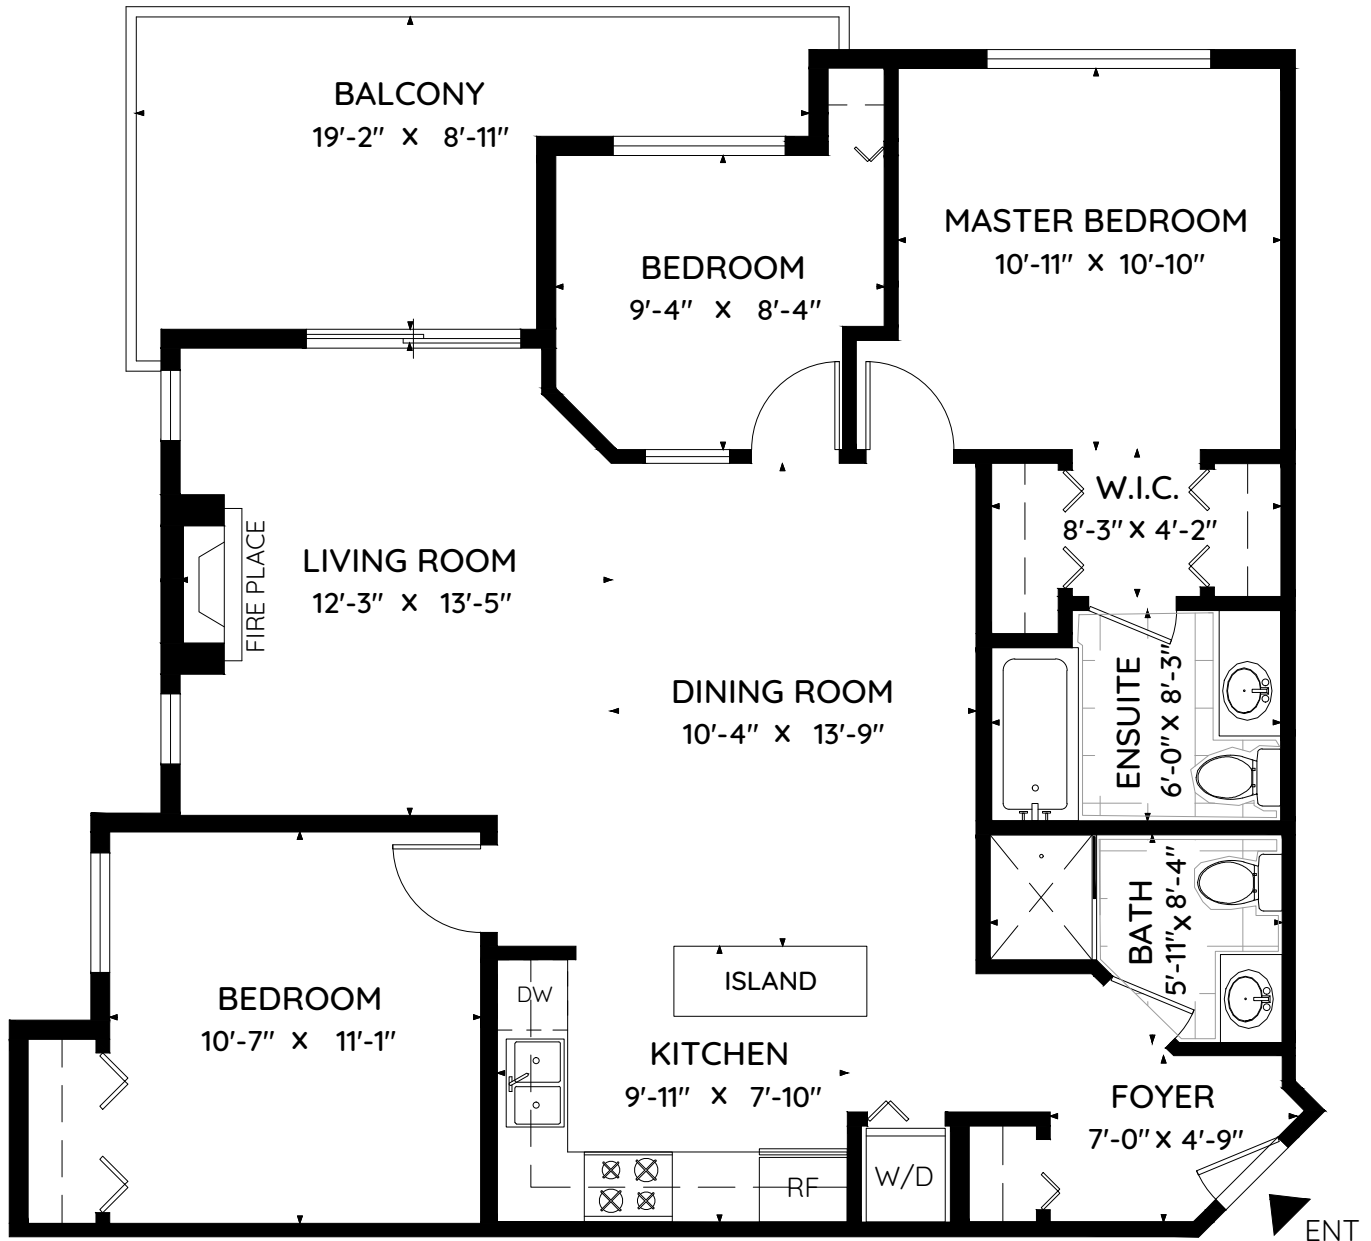 BALCONY
19'-2" X 8'-11"
MASTER BEDROOM
10'-11" X 10'-10"
BEDROOM
9'-4" X 8'-4"
W.I.C.
8'-3" X 4'-2"
LIVING ROOM
12'-3" X 13'-5"
FIRE PLACE
DINING ROOM
10'-4" X 13'-9"
ENSUITE
6'-0" X 8'-3"
BATH
5'-11" X 8'-4"
ISLAND
DW
BEDROOM
10'-7" X 11'-1"
KITCHEN
9'-11" X 7'-10"
FOYER
7'-0" X 4'-9"
RF
W/D
ENT